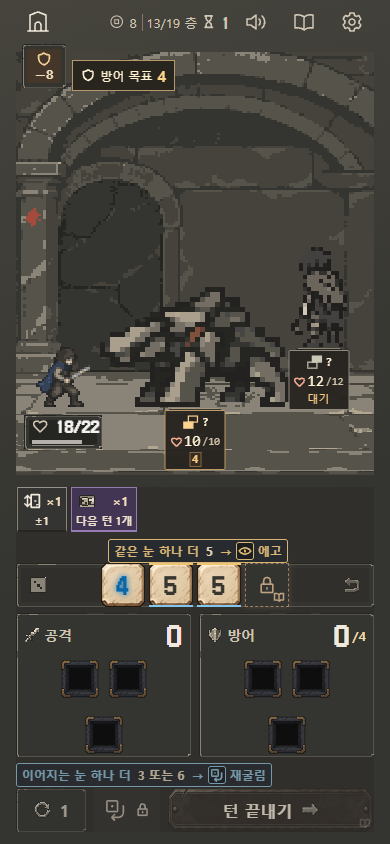 8 13/19 층 1
−8
방어 목표 4
?
12/12
대기
18/22
?
10/10
4
×1
±1
×1
다음 턴 1개
같은 눈 하나 더 5 → 예고
4 5 5
공격 0
방어 0/4
이어지는 눈 하나 더 3 또는 6 → 재굴림
1
턴 끝내기 ➡